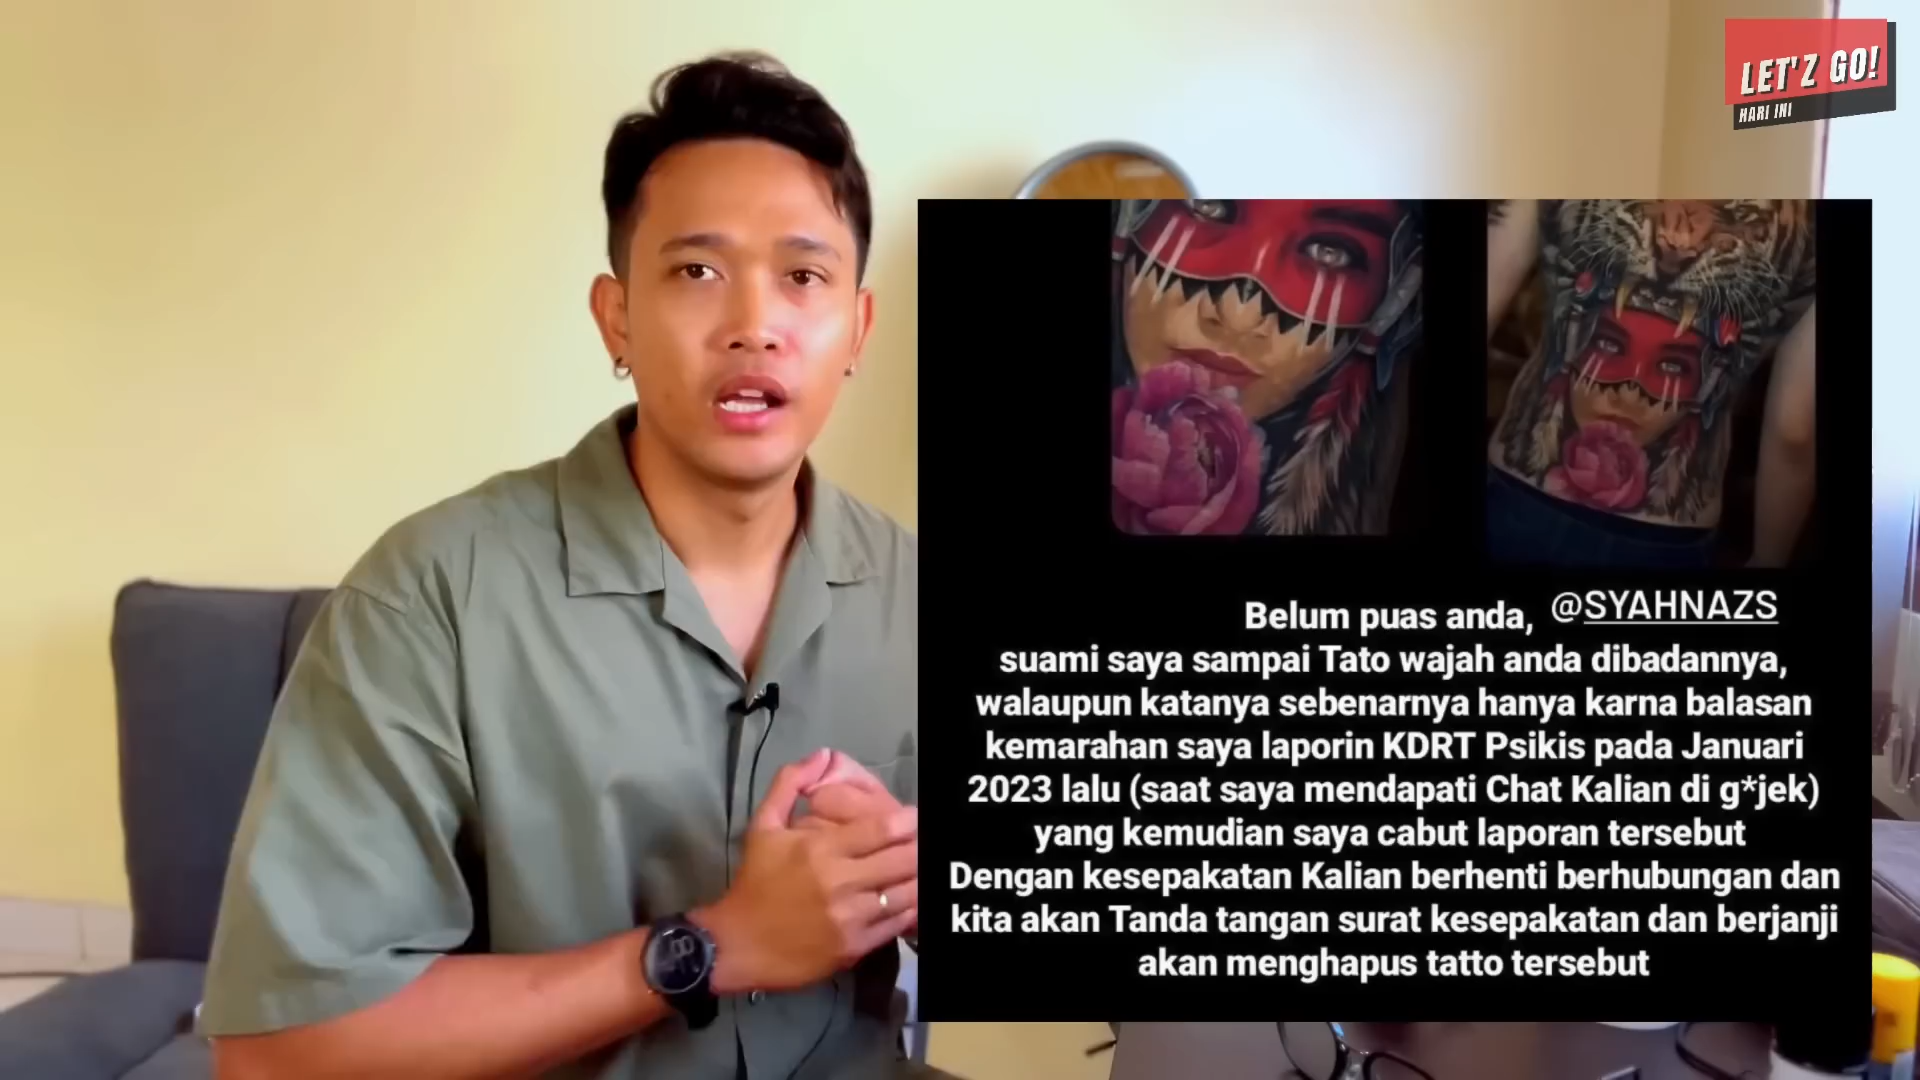 LET'Z GO!
HARI INI
Belum puas anda, @SYAHNAZS
suami saya sampai Tato wajah anda dibadannya,
walaupun katanya sebenarnya hanya karna balasan
kemarahan saya laporin KDRT Psikis pada Januari
2023 lalu (saat saya mendapati Chat Kalian di g*jek)
yang kemudian saya cabut laporan tersebut
Dengan kesepakatan Kalian berhenti berhubungan dan
kita akan Tanda tangan surat kesepakatan dan berjanji
akan menghapus tatto tersebut